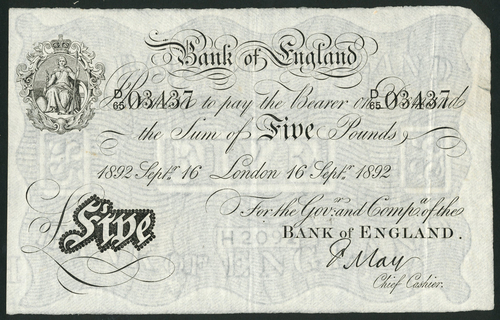 Bank of England
D/65 03437 to pay the Bearer on D/65 03437
the Sum of Five Pounds
1892 Septr. 16 London 16 Septr. 1892
For the Govr. and Compa. of the
BANK of ENGLAND.
£Five
F. May
Chief Cashier.